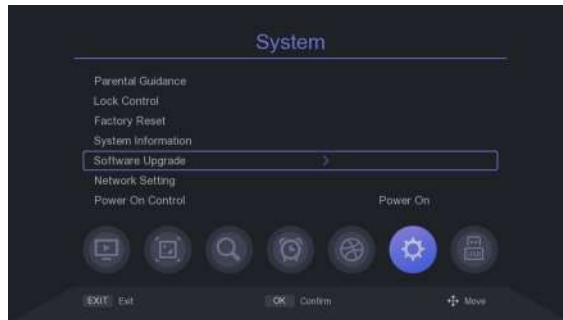 System
Parental Guidance
Lock Control
Factory Reset
System Information
Software Upgrade
Network Setting
Power On Control Power On
USB
EXIT Exit OK Confirm Move